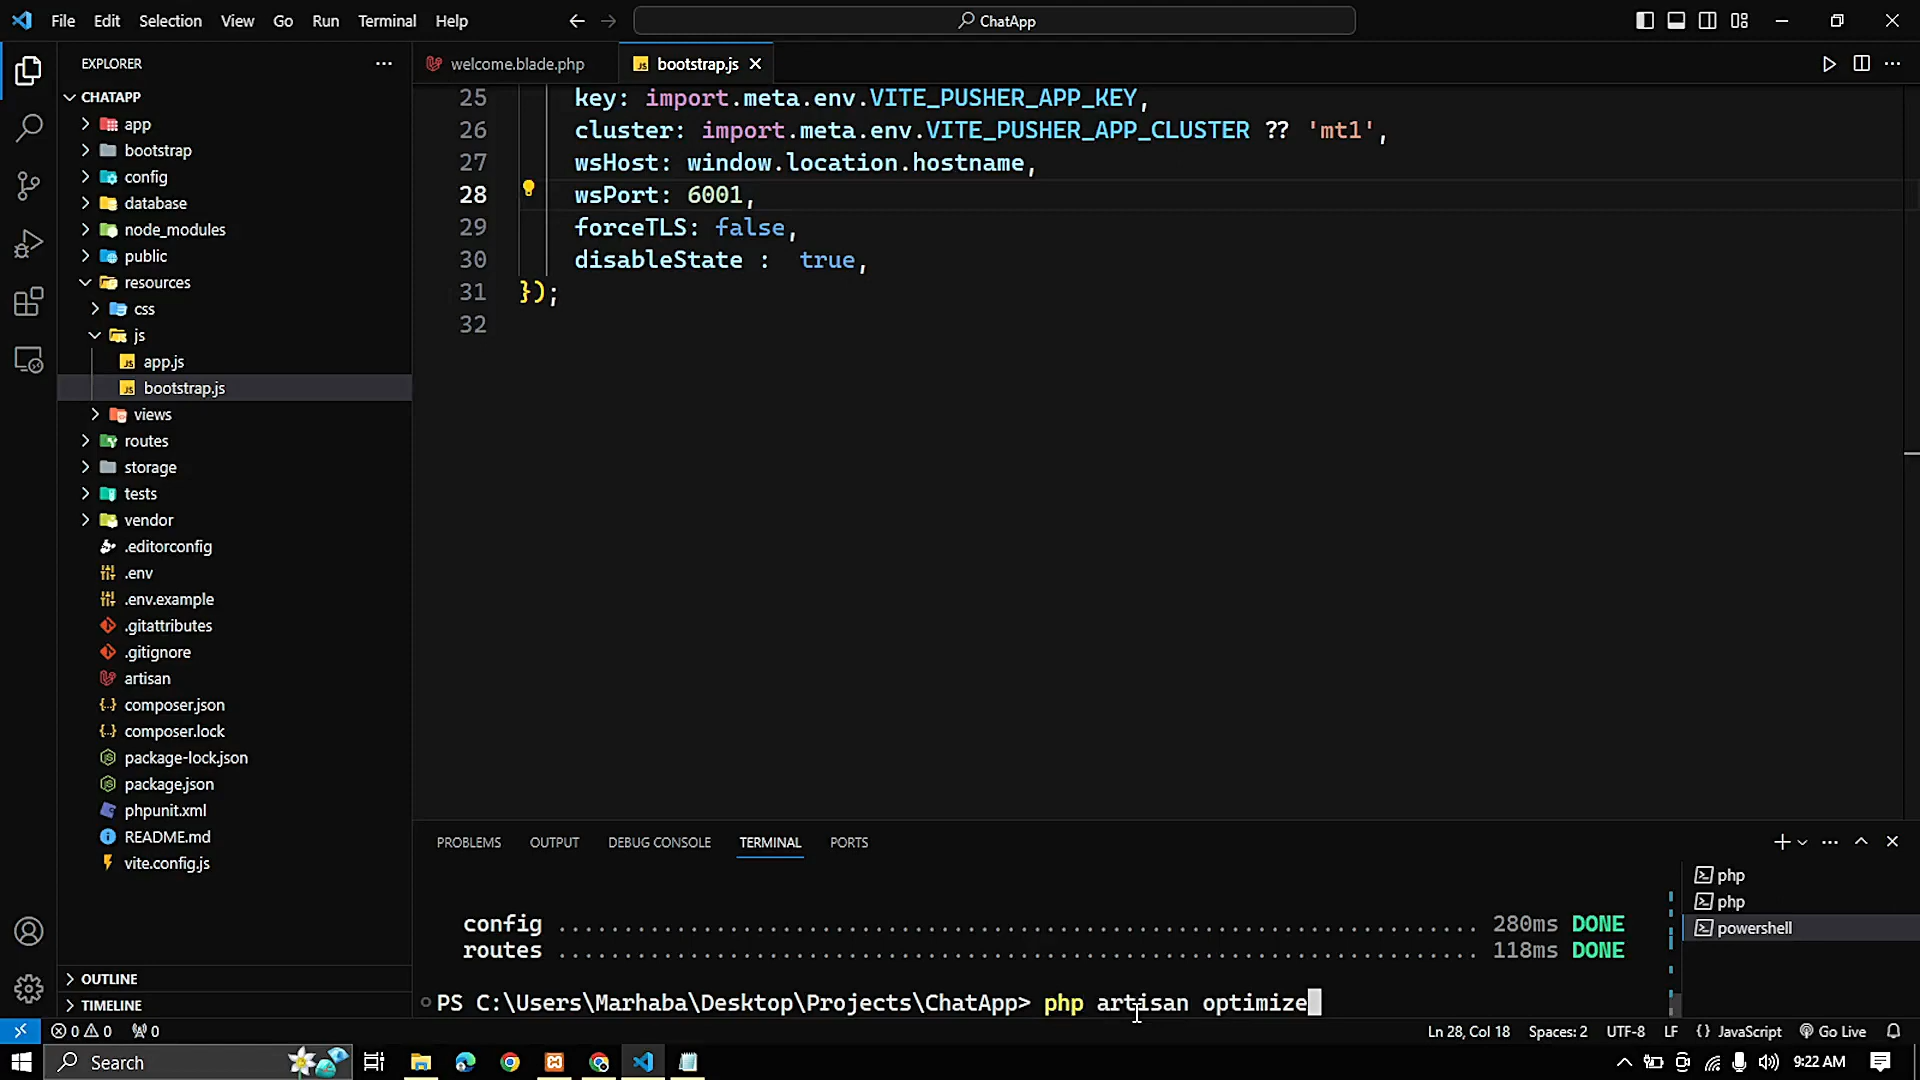 File Edit Selection View Go Run Terminal Help
ChatApp
EXPLORER
welcome.blade.php
bootstrap.js
CHATAPP
app
bootstrap
config
database
node_modules
public
resources
css
js
app.js
bootstrap.js
views
routes
storage
tests
vendor
.editorconfig
.env
.env.example
.gitattributes
.gitignore
artisan
composer.json
composer.lock
package-lock.json
package.json
phpunit.xml
README.md
vite.config.js
OUTLINE
TIMELINE
25 key: import.meta.env.VITE_PUSHER_APP_KEY,
26 cluster: import.meta.env.VITE_PUSHER_APP_CLUSTER ?? 'mt1',
27 wsHost: window.location.hostname,
28 wsPort: 6001,
29 forceTLS: false,
30 disableState : true,
31 });
32
PROBLEMS OUTPUT DEBUG CONSOLE TERMINAL PORTS
config ........................................................................ 280ms DONE
routes ........................................................................ 118ms DONE
PS C:\Users\Marhaba\Desktop\Projects\ChatApp> php artisan optimize
php
php
powershell
0 0 0
Ln 28, Col 18 Spaces: 2 UTF-8 LF {} JavaScript Go Live
Search
9:22 AM